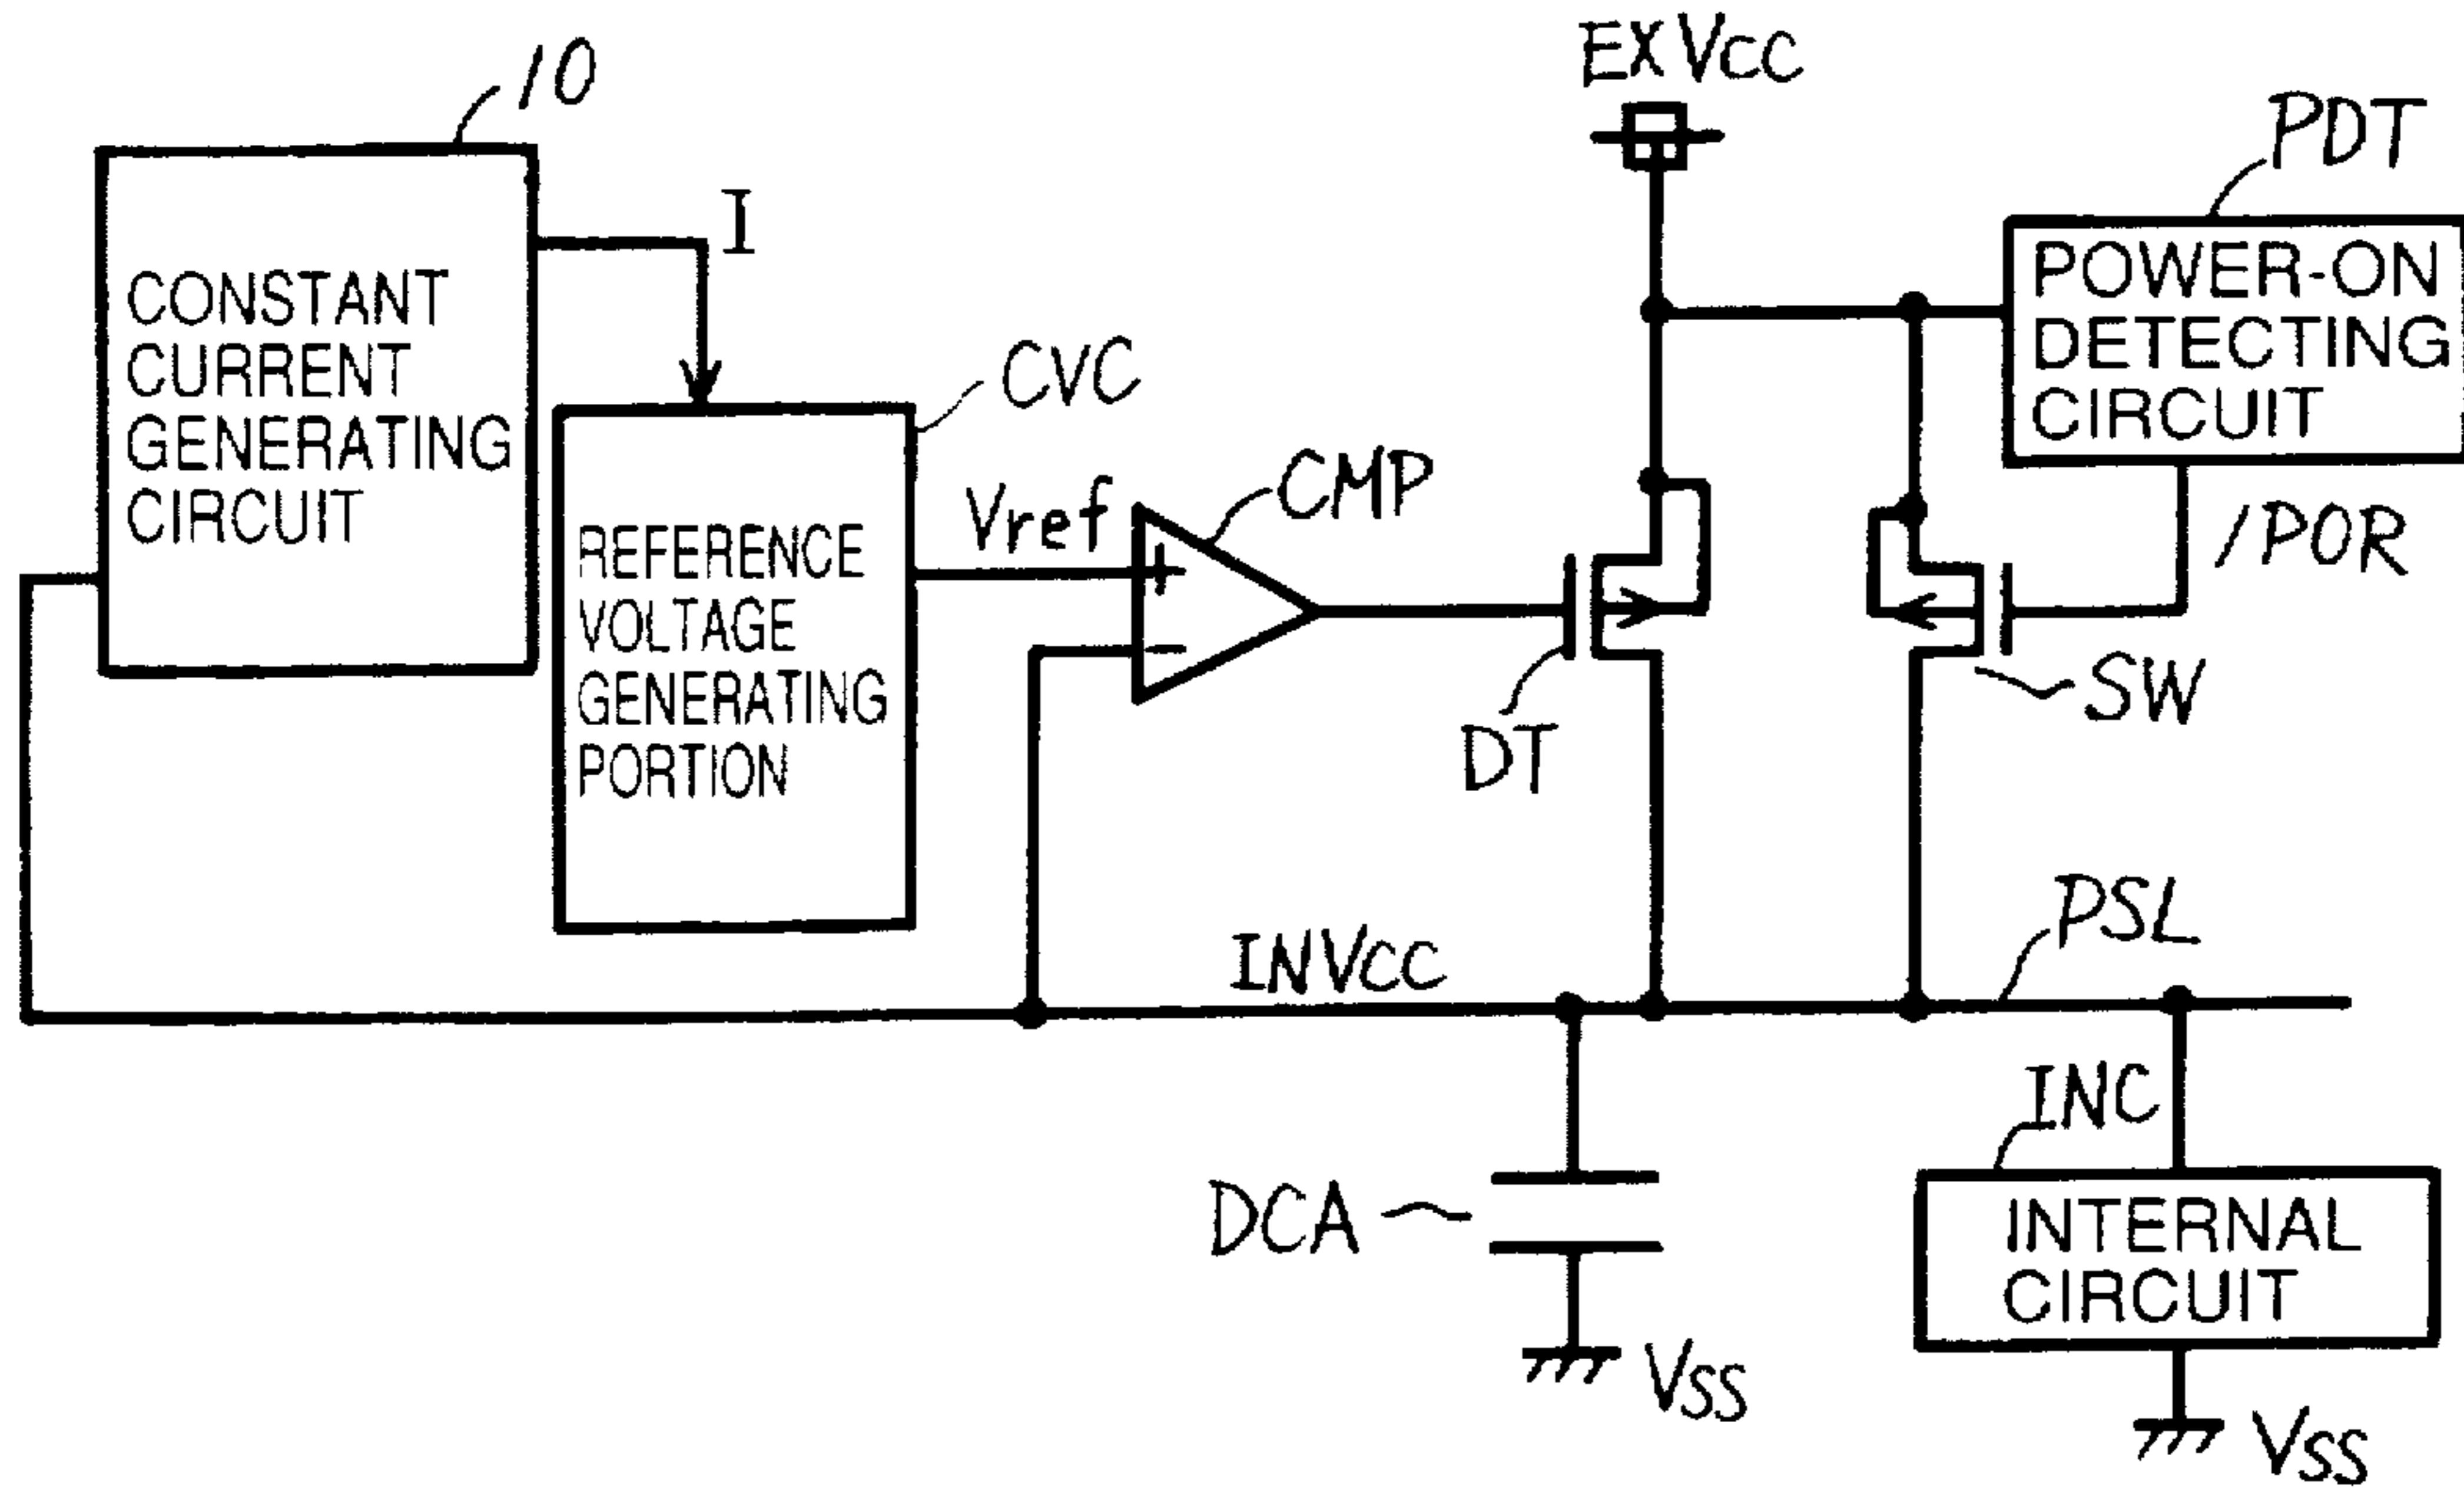 10
EXVcc
PDT
I
CONSTANT
CURRENT
GENERATING
CIRCUIT
POWER-ON
DETECTING
CIRCUIT
CVC
CMP
Vref
+
-
/POR
REFERENCE
VOLTAGE
GENERATING
PORTION
DT
SW
INVcc
PSL
INC
DCA
INTERNAL
CIRCUIT
Vss
Vss